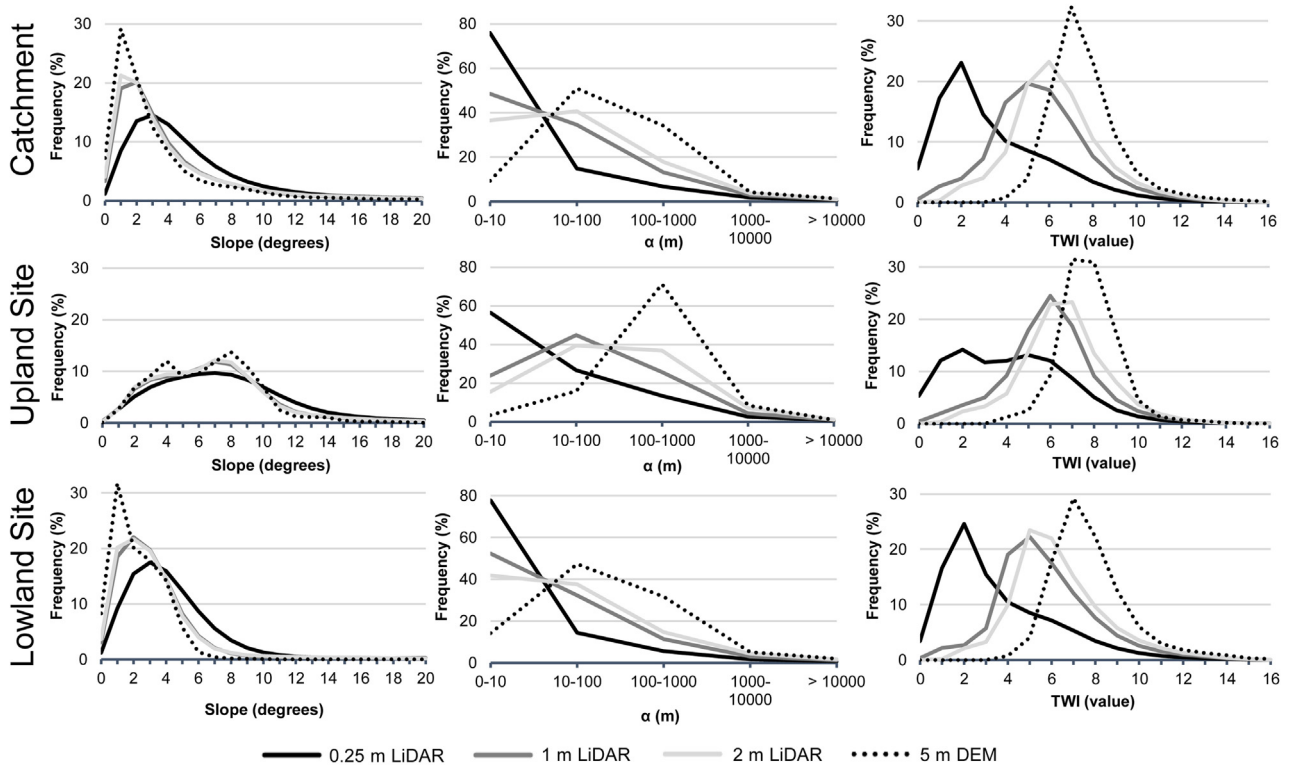 Catchment
Frequency (%)
30
20
10
0
0 2 4 6 8 10 12 14 16 18 20
Slope (degrees)
Frequency (%)
80
60
40
20
0
0-10 10-100 100-1000 1000- > 10000
10000
α (m)
Frequency (%)
30
20
10
0
0 2 4 6 8 10 12 14 16
TWI (value)
Upland Site
Frequency (%)
30
20
10
0
0 2 4 6 8 10 12 14 16 18 20
Slope (degrees)
Frequency (%)
80
60
40
20
0
0-10 10-100 100-1000 1000- > 10000
10000
α (m)
Frequency (%)
30
20
10
0
0 2 4 6 8 10 12 14 16
TWI (value)
Lowland Site
Frequency (%)
30
20
10
0
0 2 4 6 8 10 12 14 16 18 20
Slope (degrees)
Frequency (%)
80
60
40
20
0
0-10 10-100 100-1000 1000- > 10000
10000
α (m)
Frequency (%)
30
20
10
0
0 2 4 6 8 10 12 14 16
TWI (value)
0.25 m LiDAR 1 m LiDAR 2 m LiDAR 5 m DEM